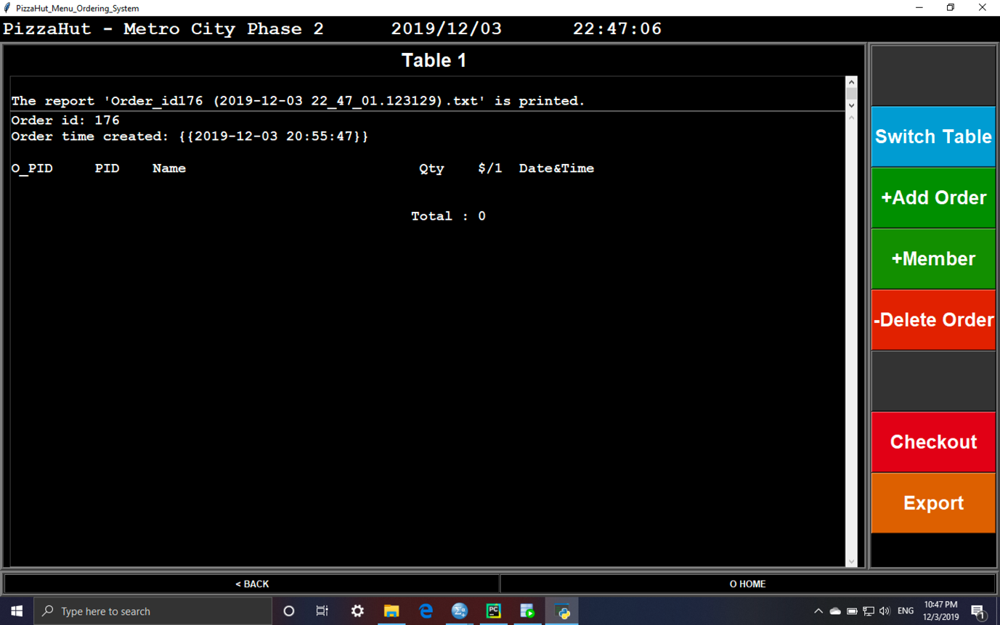 PizzaHut_Menu_Ordering_System
PizzaHut - Metro City Phase 2 2019/12/03 22:47:06
Table 1
The report 'Order_id176 (2019-12-03 22_47_01.123129).txt' is printed.
Order id: 176
Order time created: {{2019-12-03 20:55:47}}
O_PID PID Name Qty $/1 Date&Time
Total : 0
Switch Table
+Add Order
+Member
-Delete Order
Checkout
Export
< BACK
O HOME
Type here to search
PC
ENG
10:47 PM
12/3/2019
1